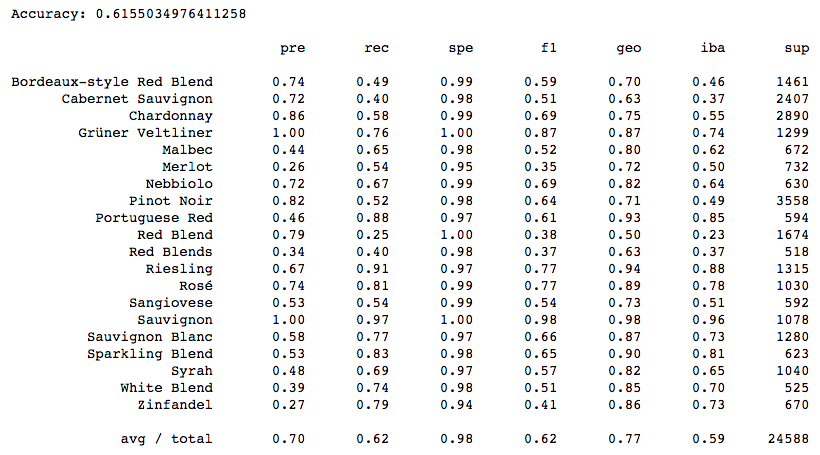 Accuracy: 0.6155034976411258
pre rec spe f1 geo iba sup
Bordeaux-style Red Blend 0.74 0.49 0.99 0.59 0.70 0.46 1461
Cabernet Sauvignon 0.72 0.40 0.98 0.51 0.63 0.37 2407
Chardonnay 0.86 0.58 0.99 0.69 0.75 0.55 2890
Grüner Veltliner 1.00 0.76 1.00 0.87 0.87 0.74 1299
Malbec 0.44 0.65 0.98 0.52 0.80 0.62 672
Merlot 0.26 0.54 0.95 0.35 0.72 0.50 732
Nebbiolo 0.72 0.67 0.99 0.69 0.82 0.64 630
Pinot Noir 0.82 0.52 0.98 0.64 0.71 0.49 3558
Portuguese Red 0.46 0.88 0.97 0.61 0.93 0.85 594
Red Blend 0.79 0.25 1.00 0.38 0.50 0.23 1674
Red Blends 0.34 0.40 0.98 0.37 0.63 0.37 518
Riesling 0.67 0.91 0.97 0.77 0.94 0.88 1315
Rosé 0.74 0.81 0.99 0.77 0.89 0.78 1030
Sangiovese 0.53 0.54 0.99 0.54 0.73 0.51 592
Sauvignon 1.00 0.97 1.00 0.98 0.98 0.96 1078
Sauvignon Blanc 0.58 0.77 0.97 0.66 0.87 0.73 1280
Sparkling Blend 0.53 0.83 0.98 0.65 0.90 0.81 623
Syrah 0.48 0.69 0.97 0.57 0.82 0.65 1040
White Blend 0.39 0.74 0.98 0.51 0.85 0.70 525
Zinfandel 0.27 0.79 0.94 0.41 0.86 0.73 670
avg / total 0.70 0.62 0.98 0.62 0.77 0.59 24588